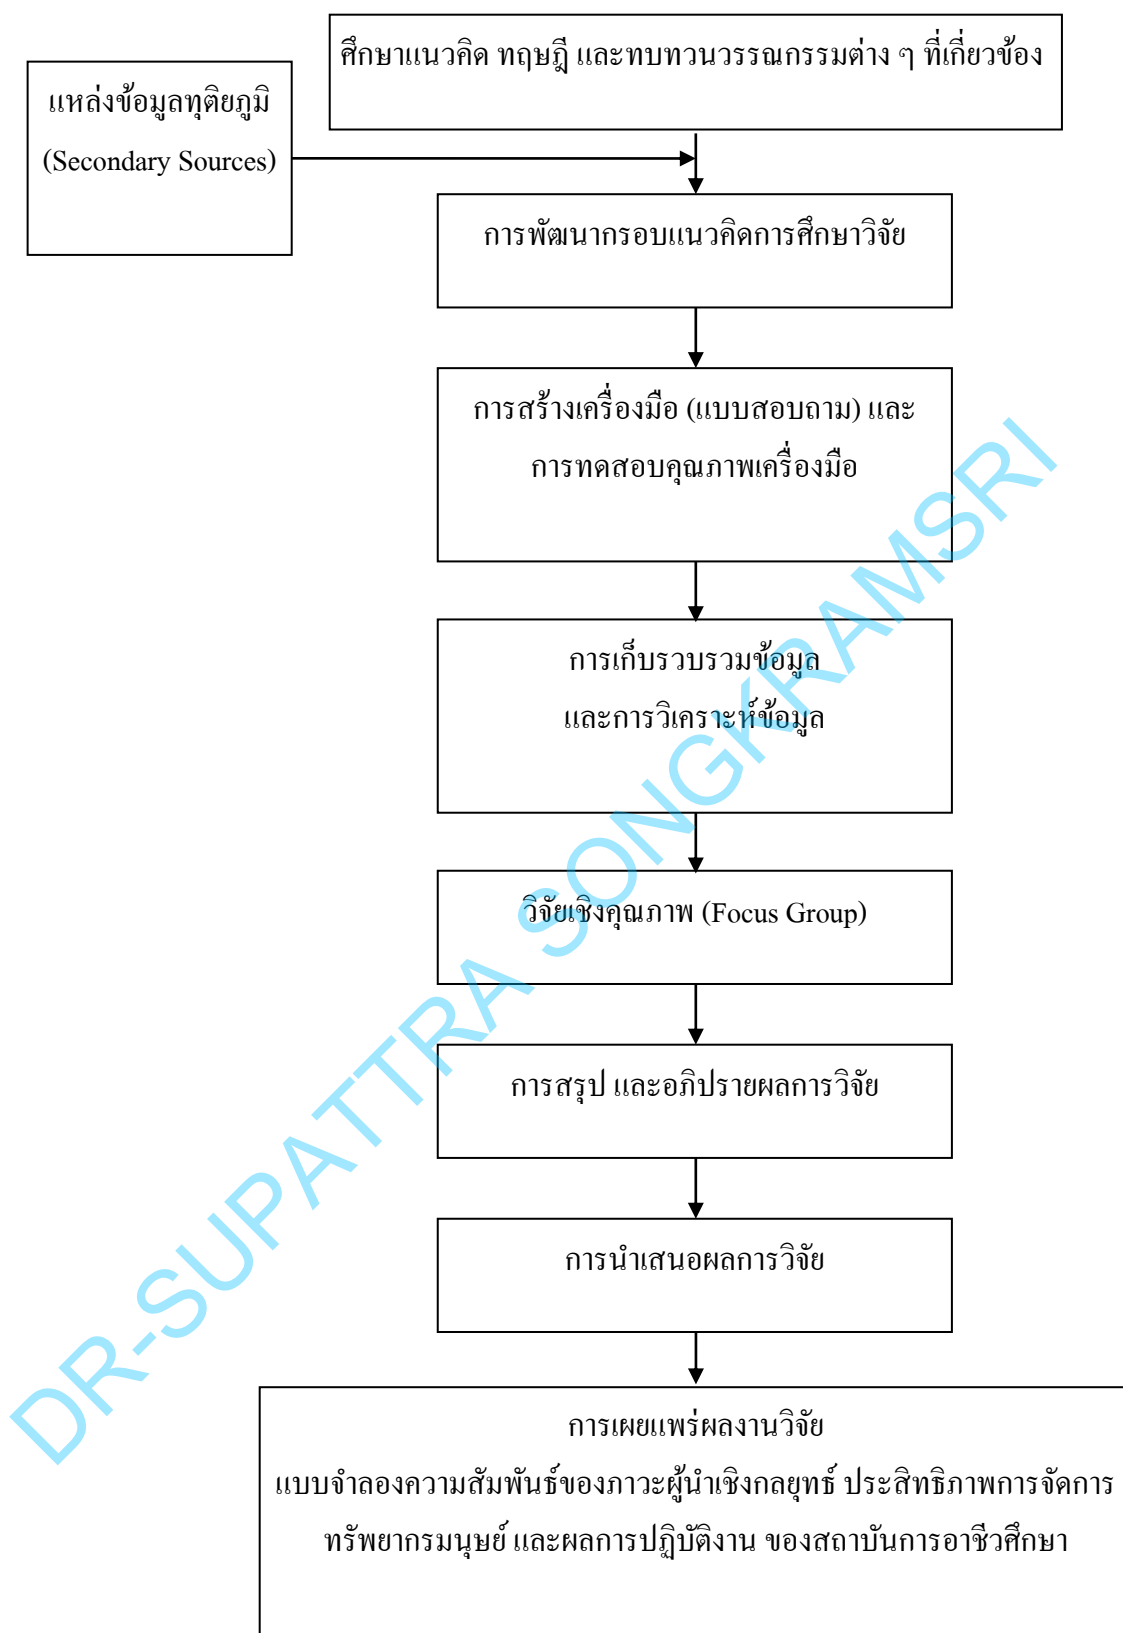 ศึกษาแนวคิด ทฤษฎี และทบทวนวรรณกรรมต่าง ๆ ที่เกี่ยวข้อง
แหล่งข้อมูลทุติยภูมิ
(Secondary Sources)
การพัฒนากรอบแนวคิดการศึกษาวิจัย
การสร้างเครื่องมือ (แบบสอบถาม) และ
การทดสอบคุณภาพเครื่องมือ
การเก็บรวบรวมข้อมูล
และการวิเคราะห์ข้อมูล
วิจัยเชิงคุณภาพ (Focus Group)
การสรุป และอภิปรายผลการวิจัย
การนำเสนอผลการวิจัย
การเผยแพร่ผลงานวิจัย
แบบจำลองความสัมพันธ์ของภาวะผู้นำเชิงกลยุทธ์ ประสิทธิภาพการจัดการ
ทรัพยากรมนุษย์ และผลการปฏิบัติงาน ของสถาบันการอาชีวศึกษา
DR-SUPATTRA SONGKRAMSRI